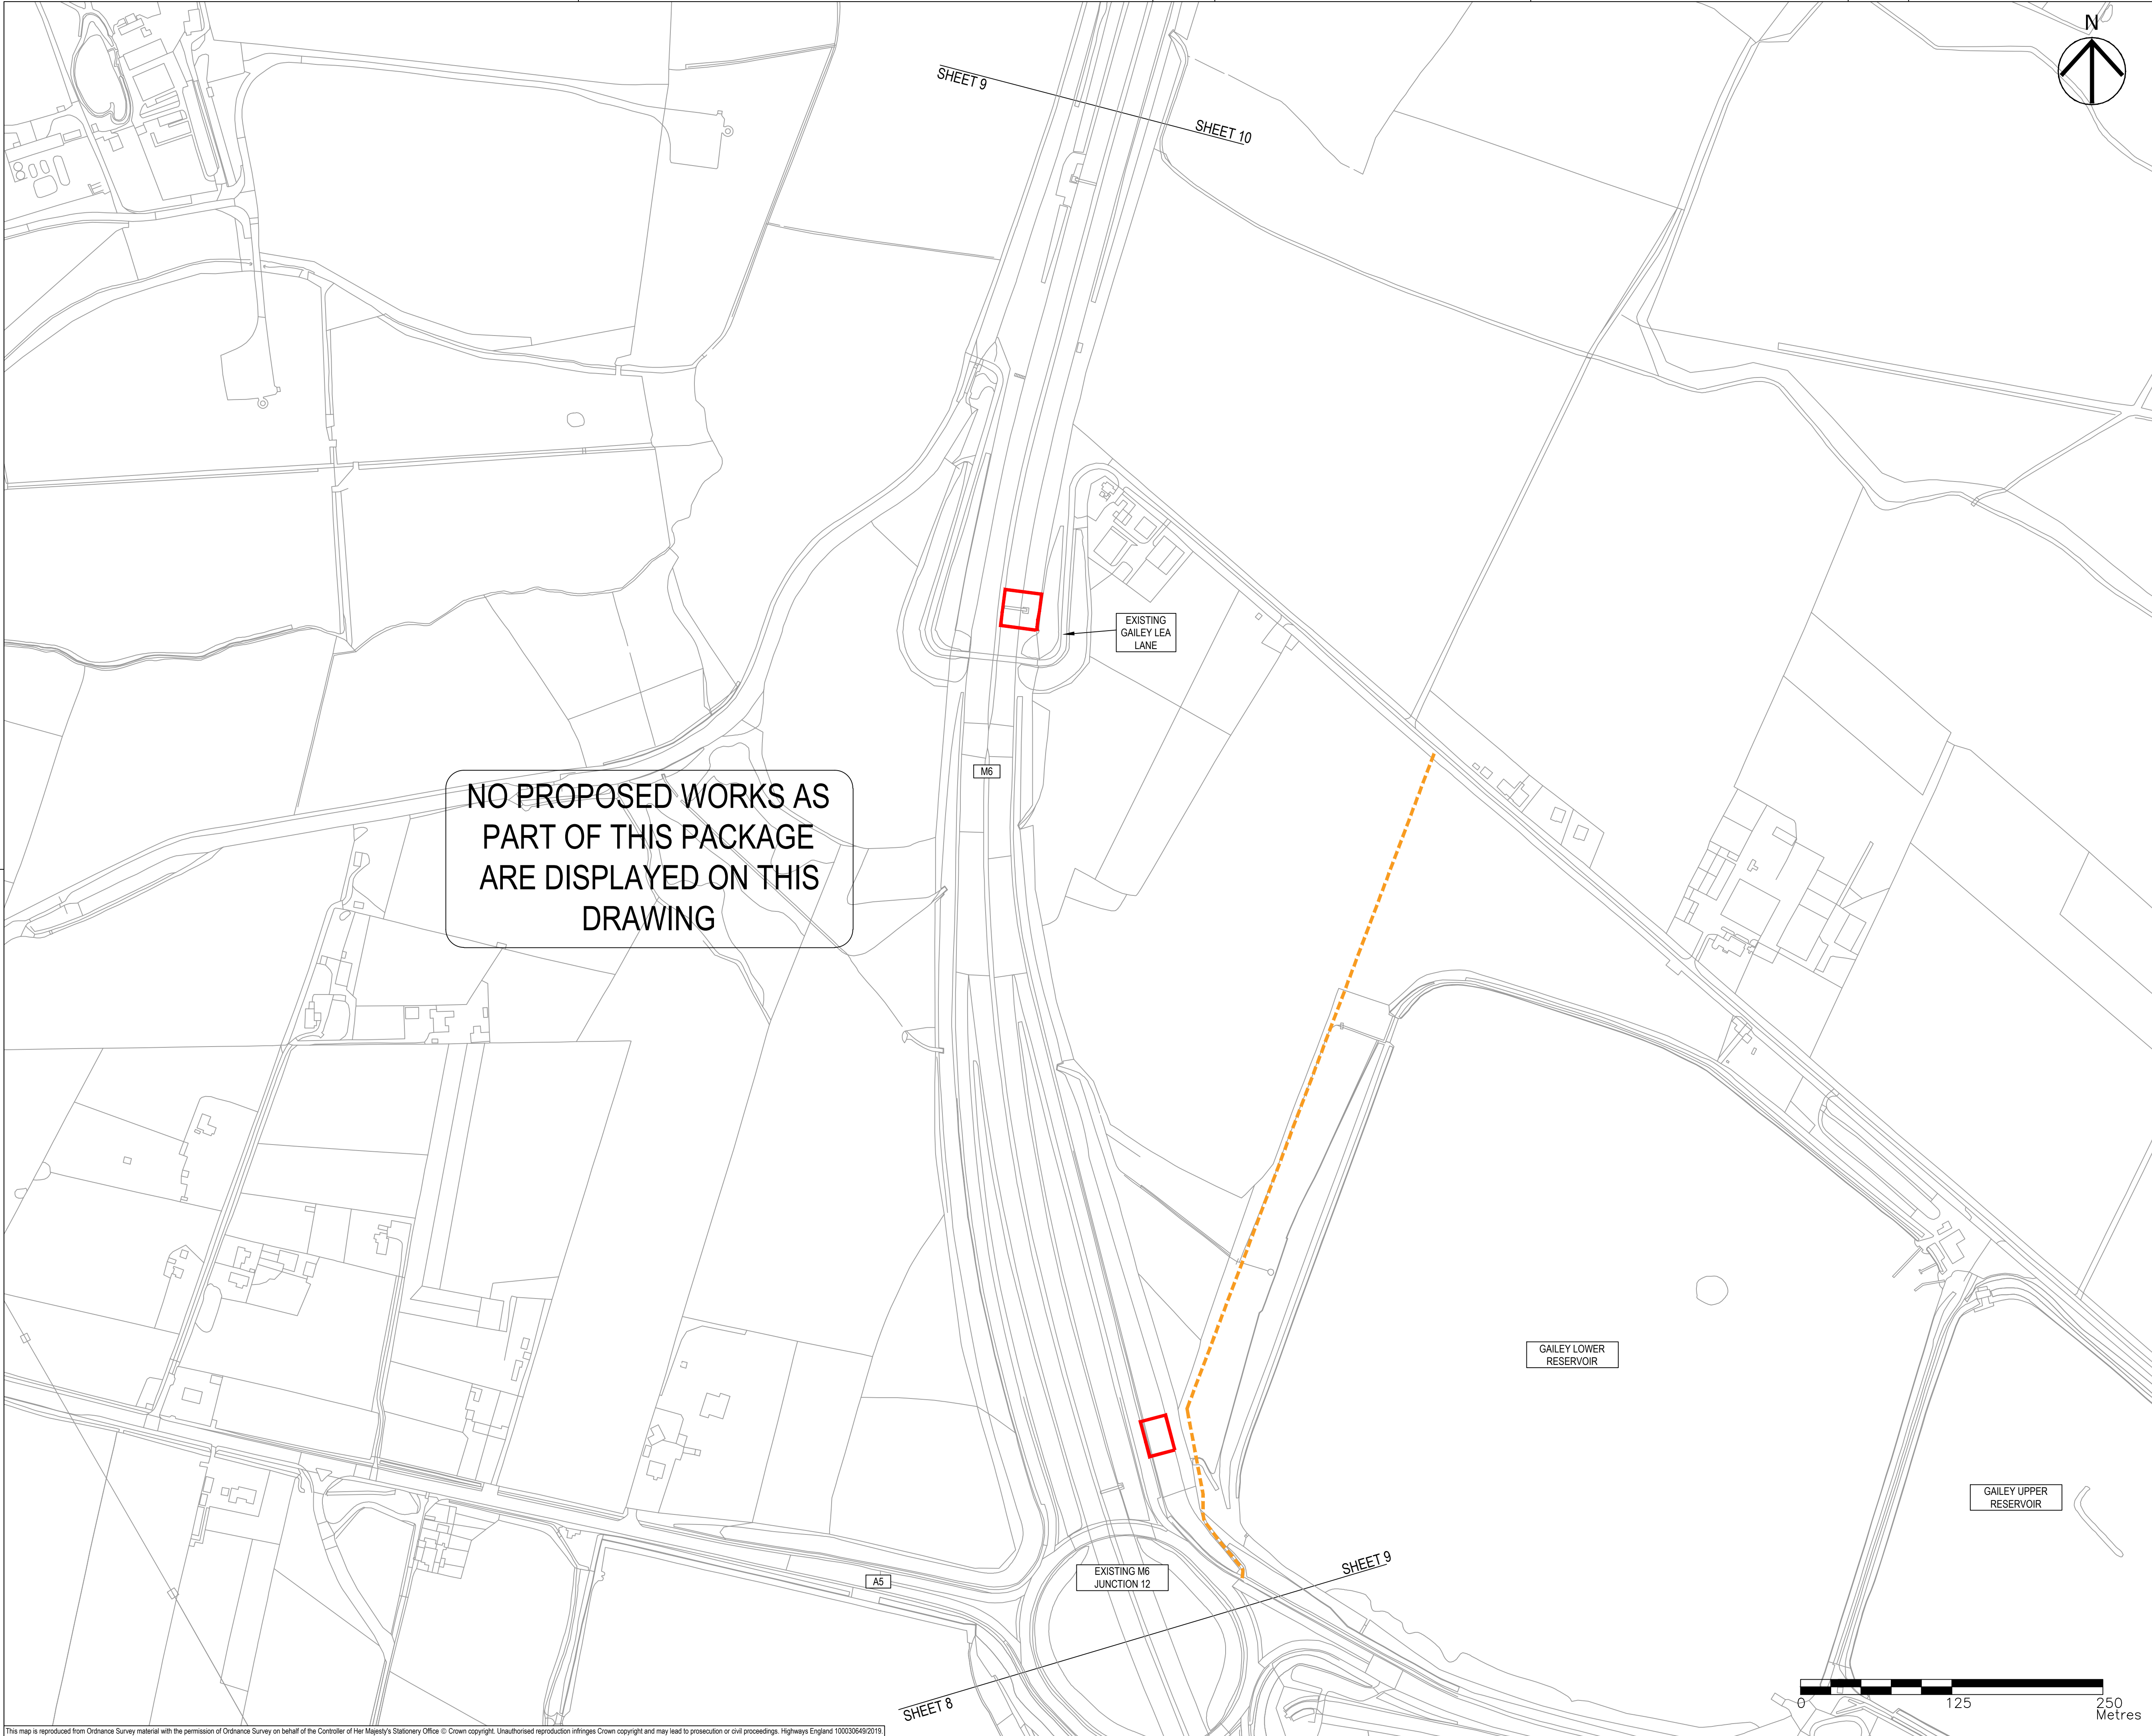 N
SHEET 9
SHEET 10
EXISTING
GAILEY LEA
LANE
M6
NO PROPOSED WORKS AS
PART OF THIS PACKAGE
ARE DISPLAYED ON THIS
DRAWING
GAILEY LOWER
RESERVOIR
GAILEY UPPER
RESERVOIR
SHEET 9
EXISTING M6
JUNCTION 12
A5
SHEET 8
0 125 250
Metres
This map is reproduced from Ordnance Survey material with the permission of Ordnance Survey on behalf of the Controller of Her Majesty's Stationery Office © Crown copyright. Unauthorised reproduction infringes Crown copyright and may lead to prosecution or civil proceedings. Highways England 100030649/2019.